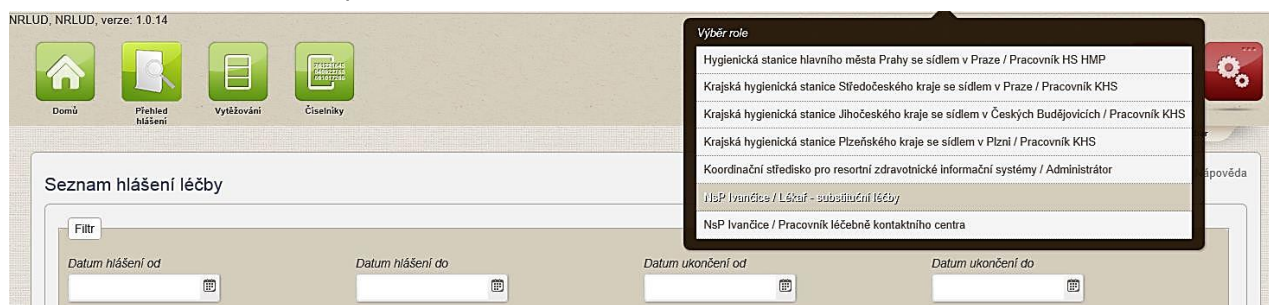 NRLUD, NRLUD, verze: 1.0.14
Domů
Přehled
hlášení
Vytěžování
Číselníky
Výběr role
Hygienická stanice hlavního města Prahy se sídlem v Praze / Pracovník HS HMP
Krajská hygienická stanice Středočeského kraje se sídlem v Praze / Pracovník KHS
Krajská hygienická stanice Jihočeského kraje se sídlem v Českých Budějovicích / Pracovník KHS
Krajská hygienická stanice Plzeňského kraje se sídlem v Plzni / Pracovník KHS
Koordinační středisko pro resortní zdravotnické informační systémy / Administrátor
NsP Ivančice / Lékař - substituční léčby
NsP Ivančice / Pracovník léčebně kontaktního centra
ápověda
Seznam hlášení léčby
Filtr
Datum hlášení od
Datum hlášení do
Datum ukončení od
Datum ukončení do